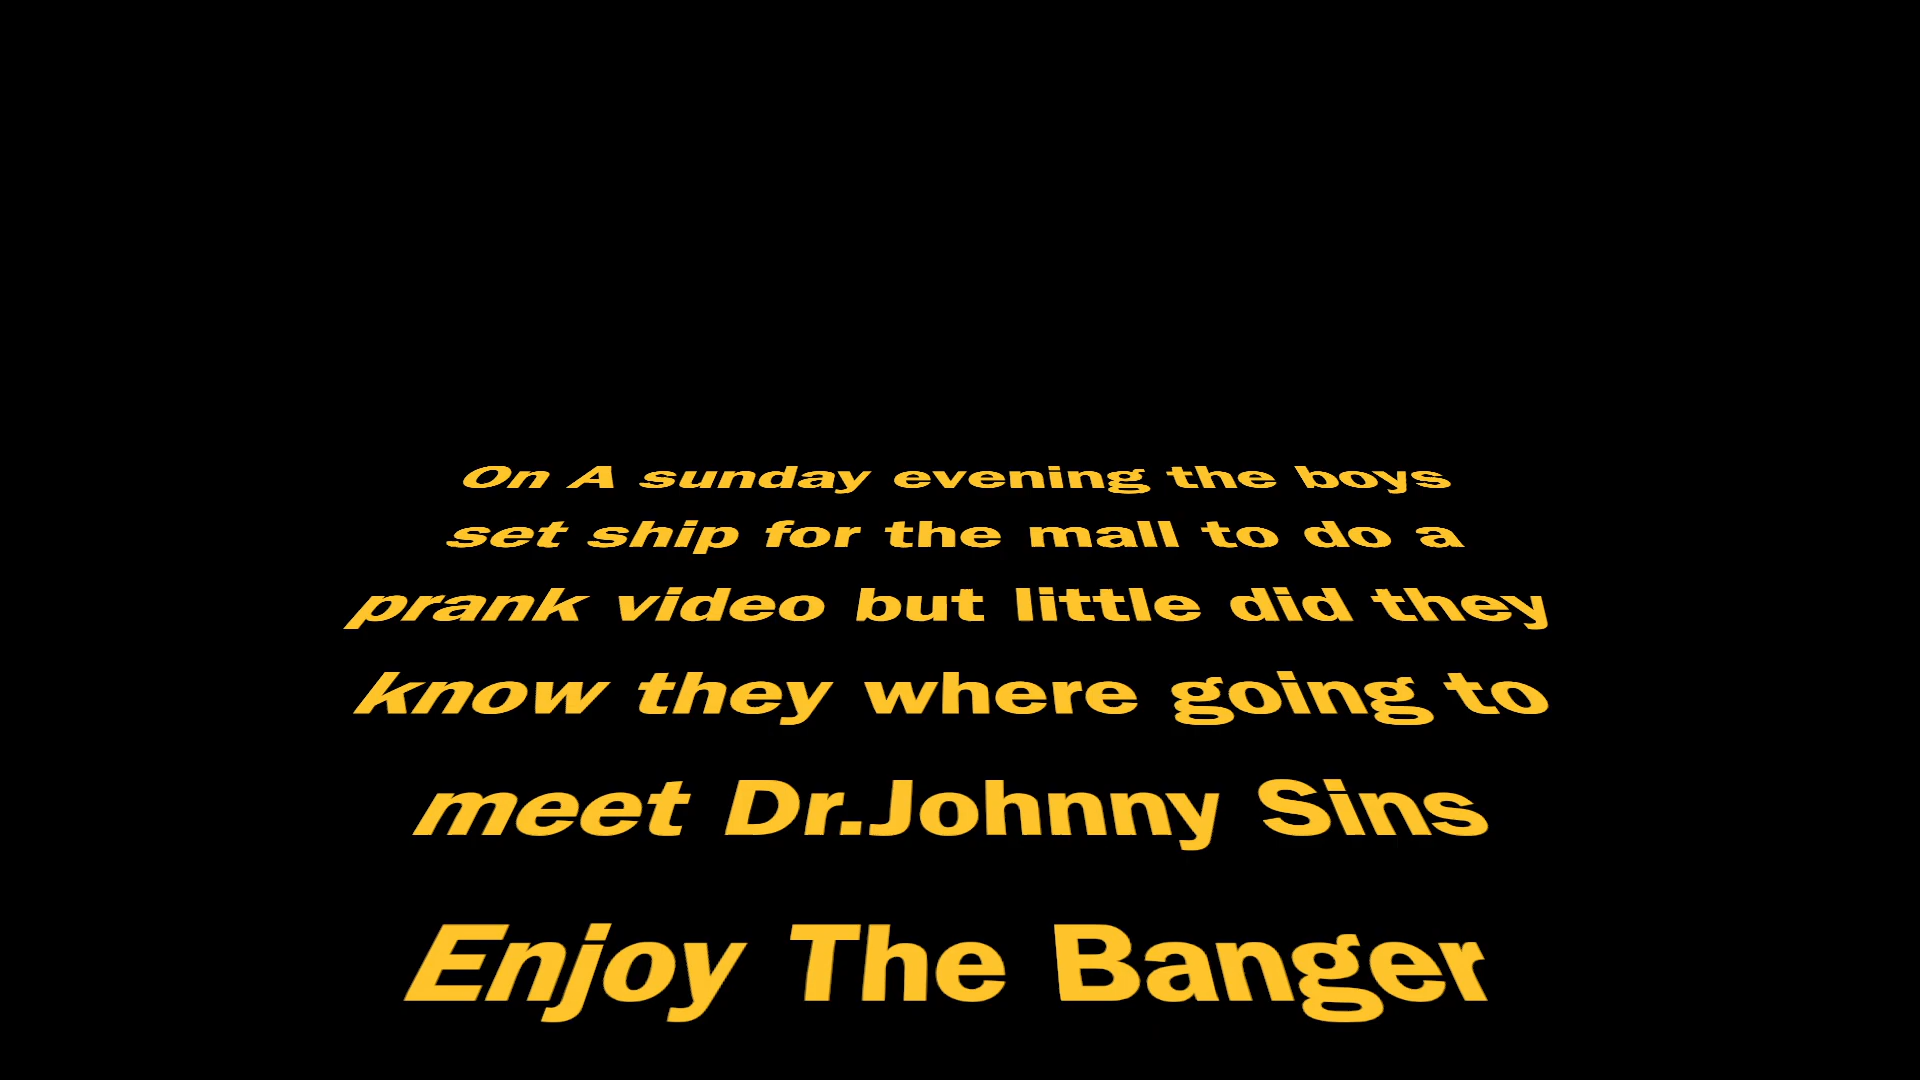 On A sunday evening the boys
set ship for the mall to do a
prank video but little did they
know they where going to
meet Dr.Johnny Sins
Enjoy The Banger